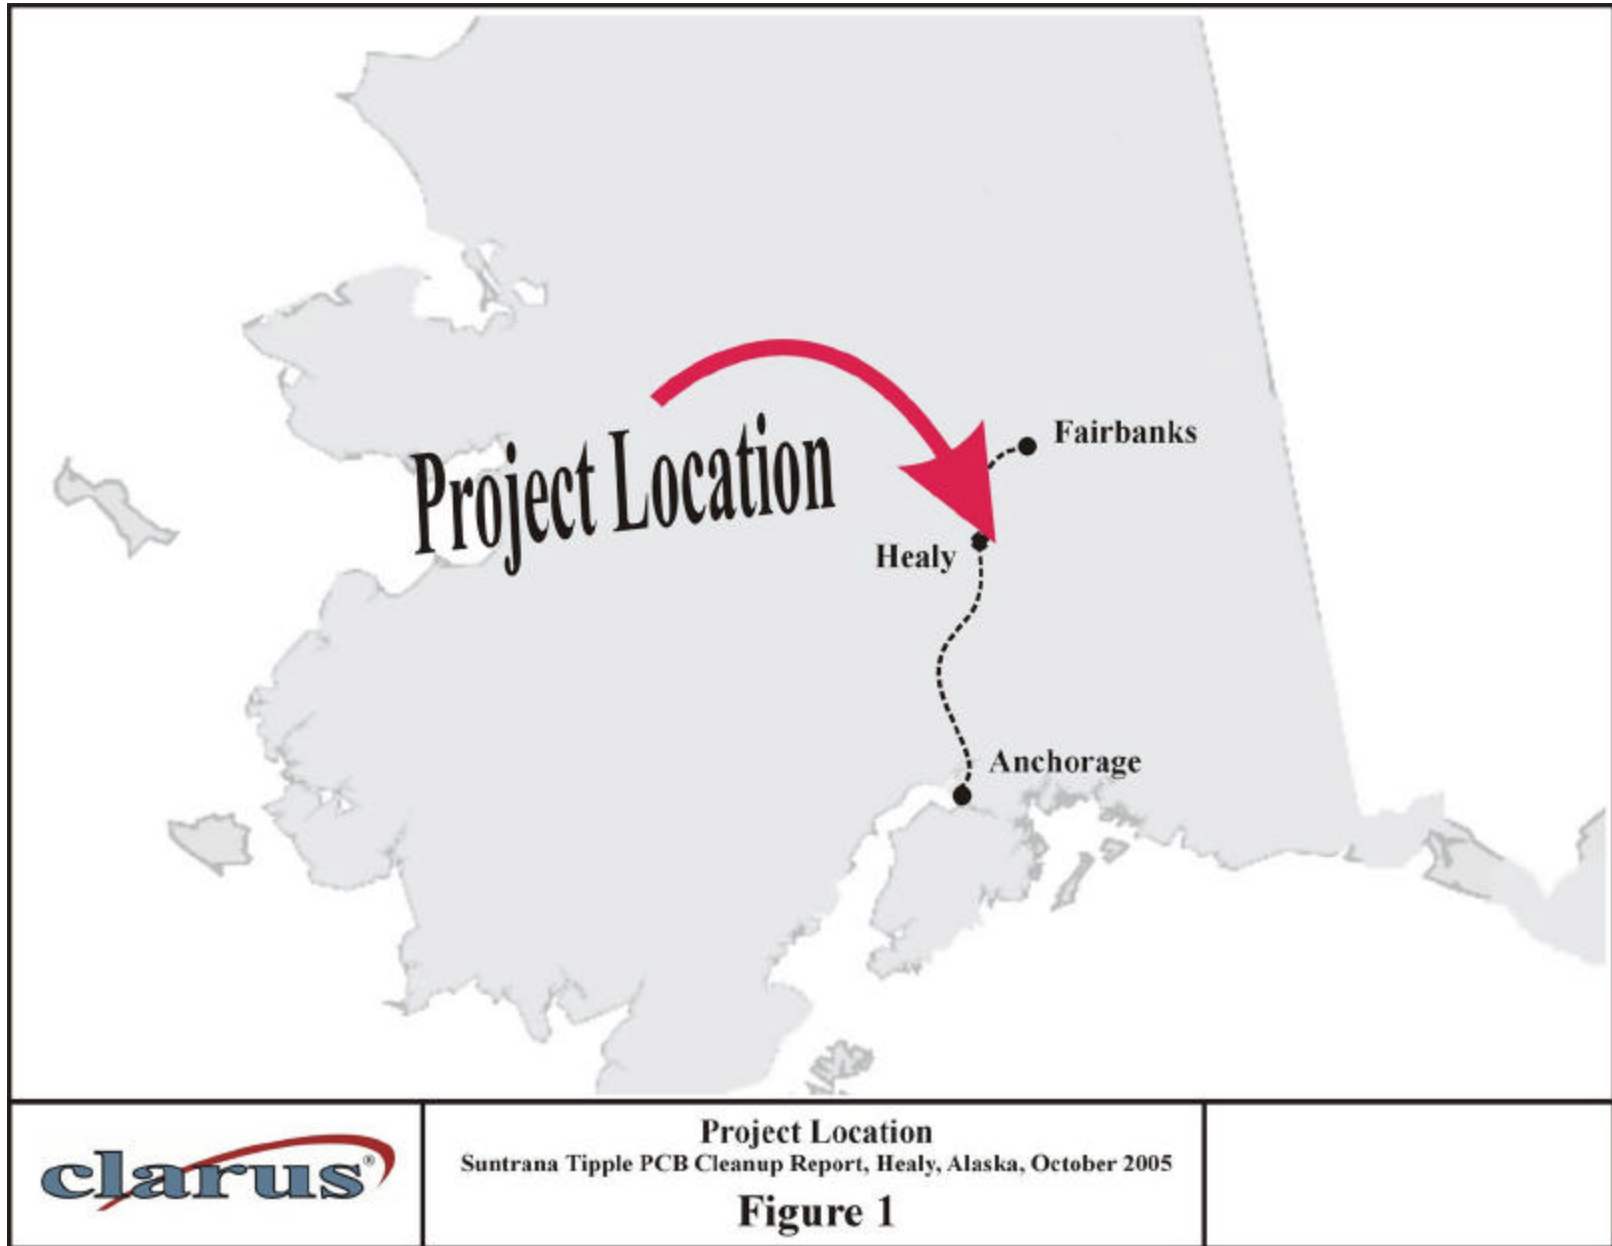 Fairbanks
Project Location
Healy
Anchorage
clarus®
Project Location
Suntrana Tipple PCB Cleanup Report, Healy, Alaska, October 2005
Figure 1